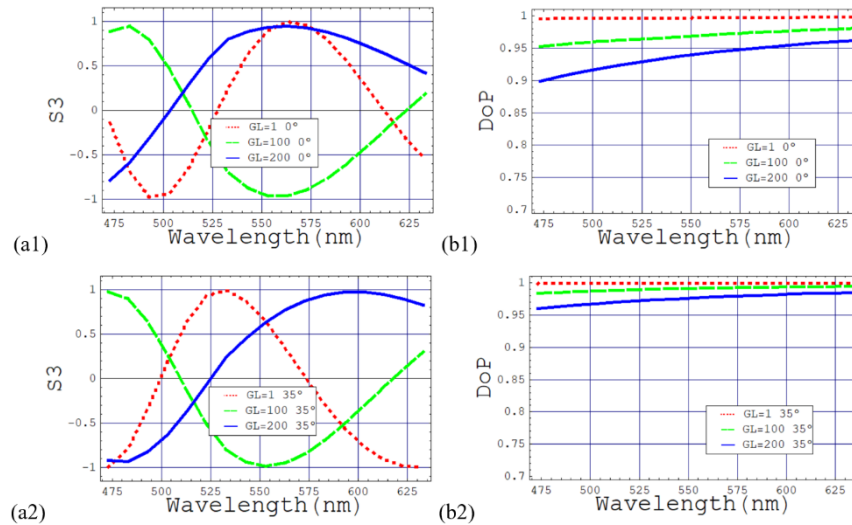 1
0.5
0
-0.5
-1
S3
GL=1 0°
GL=100 0°
GL=200 0°
475 500 525 550 575 600 625
Wavelength(nm)
(a1)
1
0.95
0.9
0.85
0.8
0.75
0.7
DoP
GL=1 0°
GL=100 0°
GL=200 0°
475 500 525 550 575 600 625
Wavelength(nm)
(b1)
1
0.5
0
-0.5
-1
S3
GL=1 35°
GL=100 35°
GL=200 35°
475 500 525 550 575 600 625
Wavelength(nm)
(a2)
1
0.95
0.9
0.85
0.8
0.75
0.7
DoP
GL=1 35°
GL=100 35°
GL=200 35°
475 500 525 550 575 600 625
Wavelength(nm)
(b2)